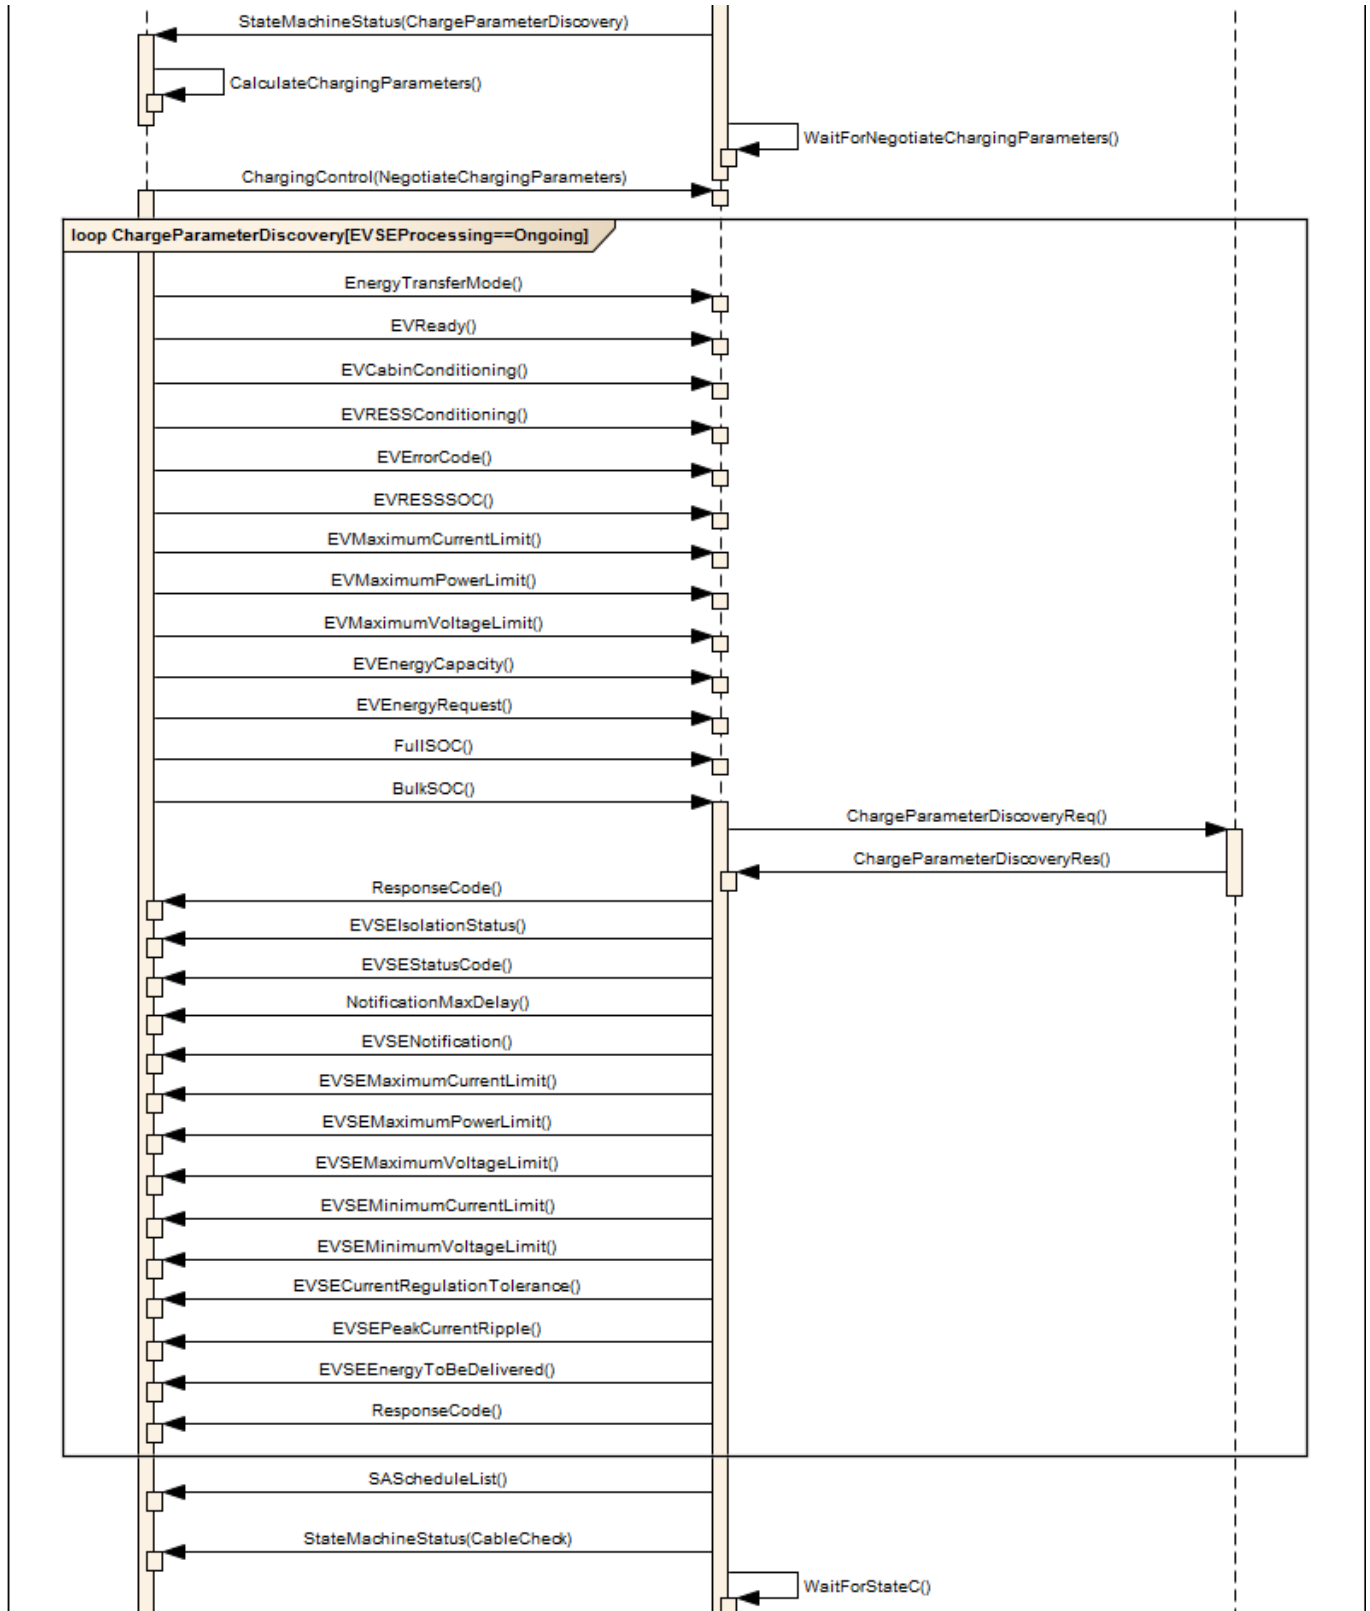 StateMachineStatus(ChargeParameterDiscovery)
CalculateChargingParameters()
WaitForNegotiateChargingParameters()
ChargingControl(NegotiateChargingParameters)
loop ChargeParameterDiscovery[EVSEProcessing==Ongoing]
EnergyTransferMode()
EVReady()
EVCabinConditioning()
EVRESSConditioning()
EVErrorCode()
EVRESSSOC()
EVMaximumCurrentLimit()
EVMaximumPowerLimit()
EVMaximumVoltageLimit()
EVEnergyCapacity()
EVEnergyRequest()
FullSOC()
BulkSOC()
ChargeParameterDiscoveryReq()
ChargeParameterDiscoveryRes()
ResponseCode()
EVSEIsolationStatus()
EVSEStatusCode()
NotificationMaxDelay()
EVSENotification()
EVSEMaximumCurrentLimit()
EVSEMaximumPowerLimit()
EVSEMaximumVoltageLimit()
EVSEMinimumCurrentLimit()
EVSEMinimumVoltageLimit()
EVSECurrentRegulationTolerance()
EVSEPeakCurrentRipple()
EVSEEnergyToBeDelivered()
ResponseCode()
SAScheduleList()
StateMachineStatus(CableCheck)
WaitForStateC()